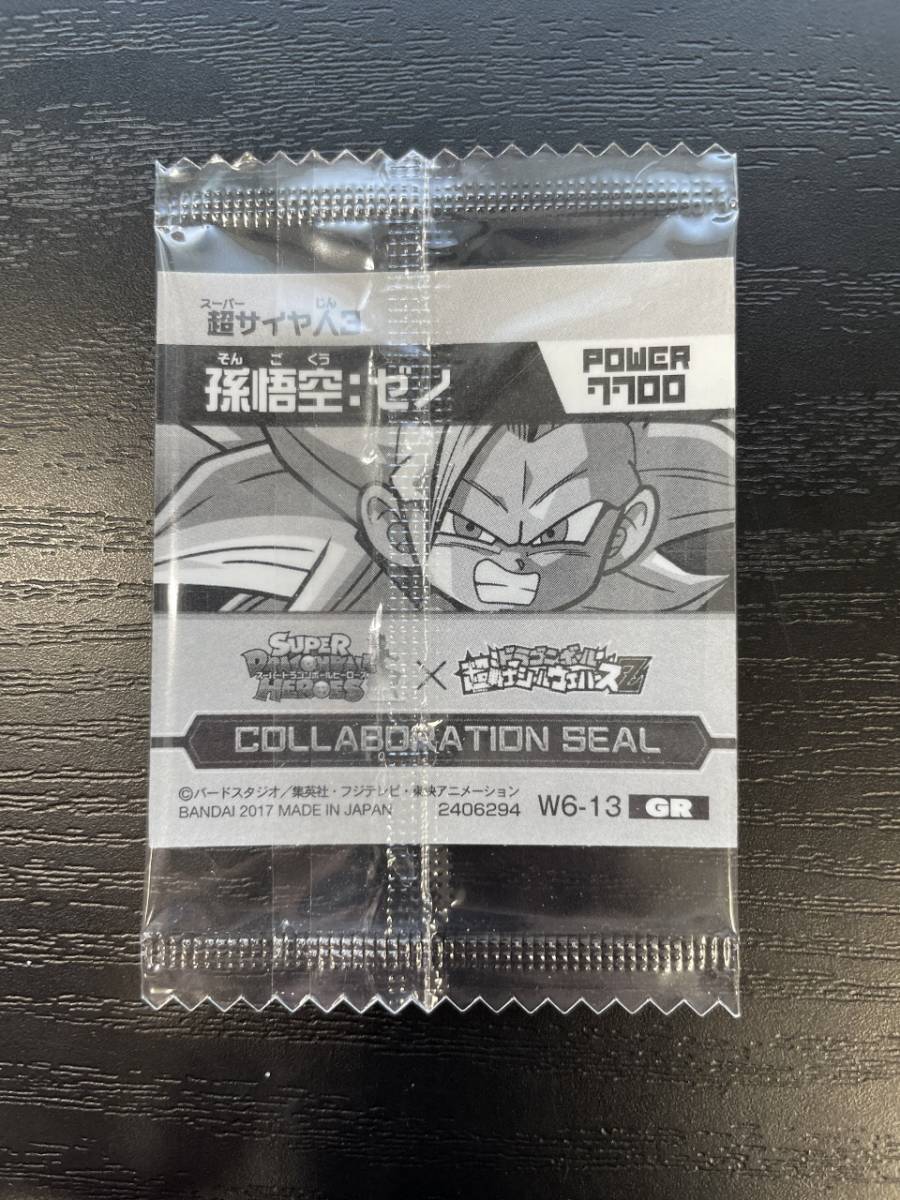 スーパー じん
超サイヤ人3
そん ご くう
孫悟空:ゼノ
POWER
7700
SUPER
DRAGONBALL
スーパードラゴンボールヒーローズ
HEROES
×
ドラゴンボール
超戦士シールウエハースZ
COLLABORATION SEAL
©バードスタジオ/集英社・フジテレビ・東映アニメーション
BANDAI 2017 MADE IN JAPAN 2406294 W6-13 GR